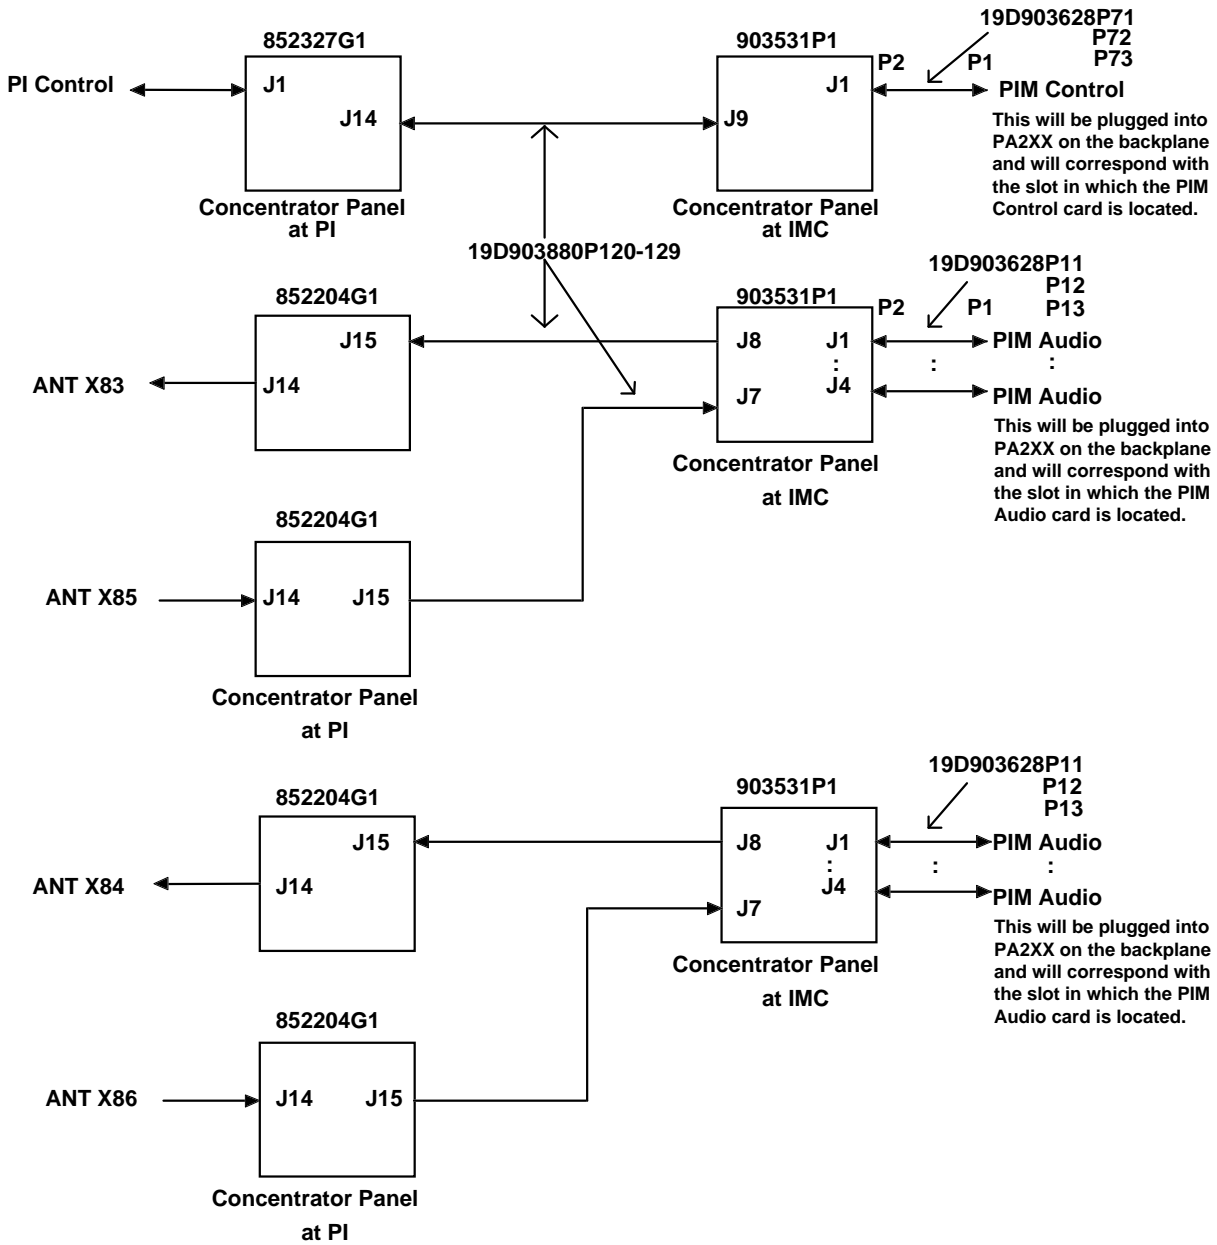 19D903628P71
P72
P73
852327G1
903531P1
P2
P1
PI Control
J1
J1
PIM Control
J14
J9
This will be plugged into
PA2XX on the backplane
and will correspond with
the slot in which the PIM
Control card is located.
Concentrator Panel
at PI
Concentrator Panel
at IMC
19D903880P120-129
19D903628P11
P12
P13
852204G1
903531P1
P2
P1
J15
J8
J1
PIM Audio
:
:
:
ANT X83
J14
J7
J4
PIM Audio
This will be plugged into
PA2XX on the backplane
and will correspond with
the slot in which the PIM
Audio card is located.
Concentrator Panel
at IMC
852204G1
ANT X85
J14
J15
Concentrator Panel
at PI
19D903628P11
P12
P13
852204G1
903531P1
J15
J8
J1
PIM Audio
:
:
:
ANT X84
J14
J7
J4
PIM Audio
This will be plugged into
PA2XX on the backplane
and will correspond with
the slot in which the PIM
Audio card is located.
Concentrator Panel
at IMC
852204G1
ANT X86
J14
J15
Concentrator Panel
at PI